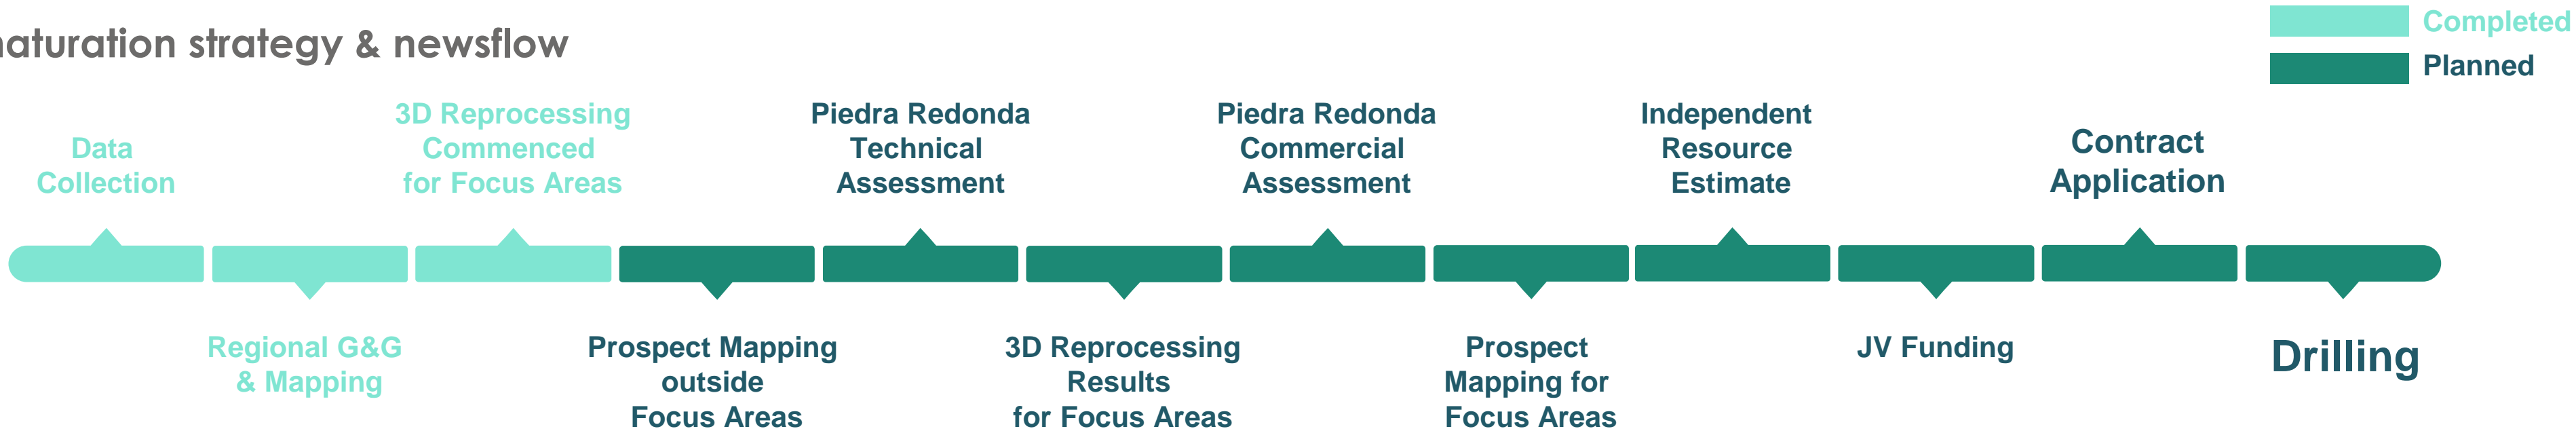 maturation strategy & newsflow
Completed
Planned
Data
Collection
3D Reprocessing
Commenced
for Focus Areas
Piedra Redonda
Technical
Assessment
Piedra Redonda
Commercial
Assessment
Independent
Resource
Estimate
Contract
Application
Regional G&G
& Mapping
Prospect Mapping
outside
Focus Areas
3D Reprocessing
Results
for Focus Areas
Prospect
Mapping for
Focus Areas
JV Funding
Drilling